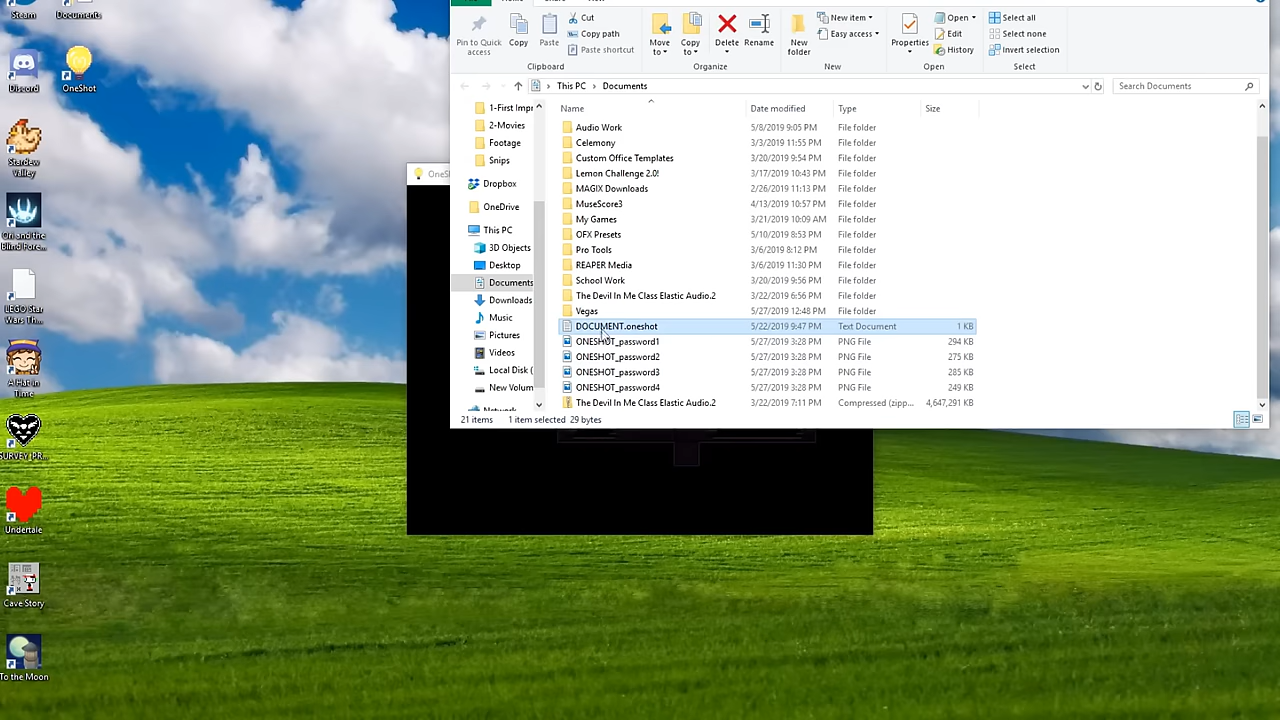 Steam
Documents
Discord
OneShot
Stardew
Valley
Ori and the
Blind Fore...
LEGO Star
Wars Th...
A Hat in
Time
SURVEY_PR...
Undertale
Cave Story
To the Moon
Pin to Quick
access
Copy
Paste
Cut
Copy path
Paste shortcut
Clipboard
Move
to
Copy
to
Delete
Rename
Organize
New
folder
New item
Easy access
New
Properties
Open
Edit
History
Open
Select all
Select none
Invert selection
Select
This PC > Documents
Search Documents
1-First Impr
2-Movies
Footage
Snips
Dropbox
OneDrive
This PC
3D Objects
Desktop
Documents
Downloads
Music
Pictures
Videos
Local Disk (
New Volum
Network
Name Date modified Type Size
Audio Work 5/8/2019 9:05 PM File folder
Celemony 3/3/2019 11:55 PM File folder
Custom Office Templates 3/20/2019 9:54 PM File folder
Lemon Challenge 2.0! 3/17/2019 10:43 PM File folder
MAGIX Downloads 2/26/2019 11:13 PM File folder
MuseScore3 4/13/2019 10:57 PM File folder
My Games 3/21/2019 10:09 AM File folder
OFX Presets 5/10/2019 8:53 PM File folder
Pro Tools 3/6/2019 8:12 PM File folder
REAPER Media 3/6/2019 11:30 PM File folder
School Work 3/20/2019 9:56 PM File folder
The Devil In Me Class Elastic Audio.2 3/22/2019 6:56 PM File folder
Vegas 5/27/2019 12:48 PM File folder
DOCUMENT.oneshot 5/22/2019 9:47 PM Text Document 1 KB
ONESHOT_password1 5/27/2019 3:28 PM PNG File 294 KB
ONESHOT_password2 5/27/2019 3:28 PM PNG File 275 KB
ONESHOT_password3 5/27/2019 3:28 PM PNG File 285 KB
ONESHOT_password4 5/27/2019 3:28 PM PNG File 249 KB
The Devil In Me Class Elastic Audio.2 3/22/2019 7:11 PM Compressed (zipp... 4,647,291 KB
21 items 1 item selected 29 bytes